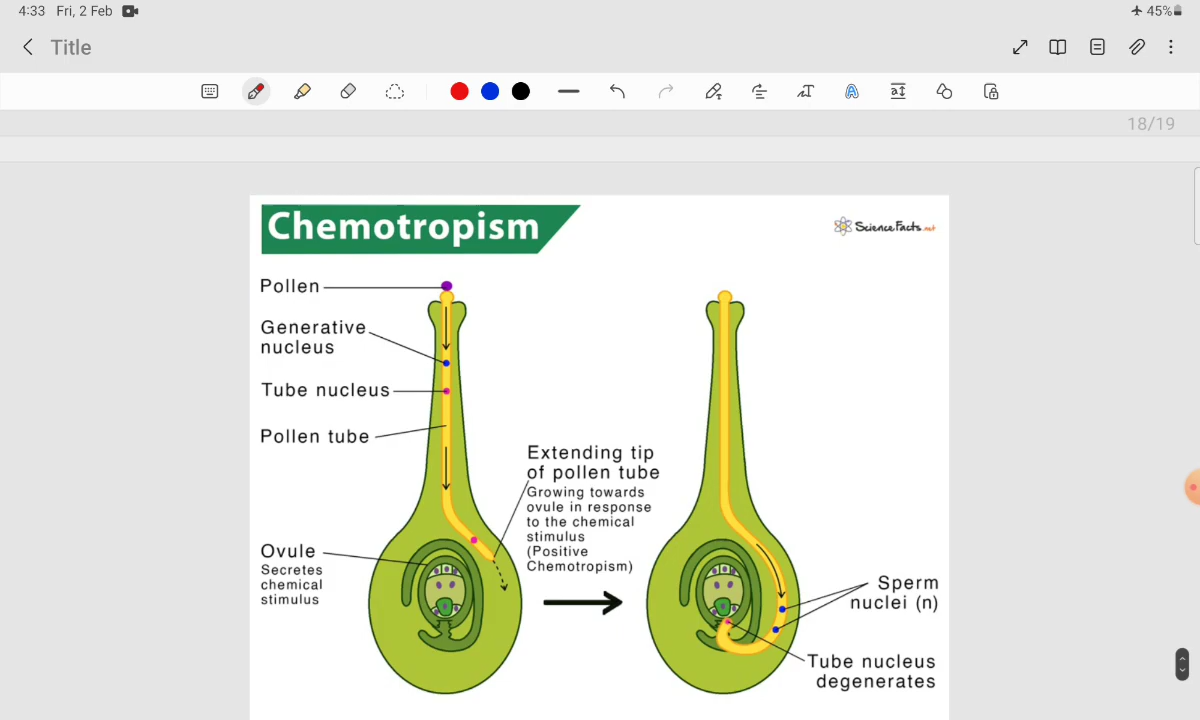 4:33 Fri, 2 Feb
45%
Title
18/19
Chemotropism
ScienceFacts.net
Pollen
Generative
nucleus
Tube nucleus
Pollen tube
Extending tip
of pollen tube
Growing towards
ovule in response
to the chemical
stimulus
(Positive
Chemotropism)
Ovule
Secretes
chemical
stimulus
Sperm
nuclei (n)
Tube nucleus
degenerates